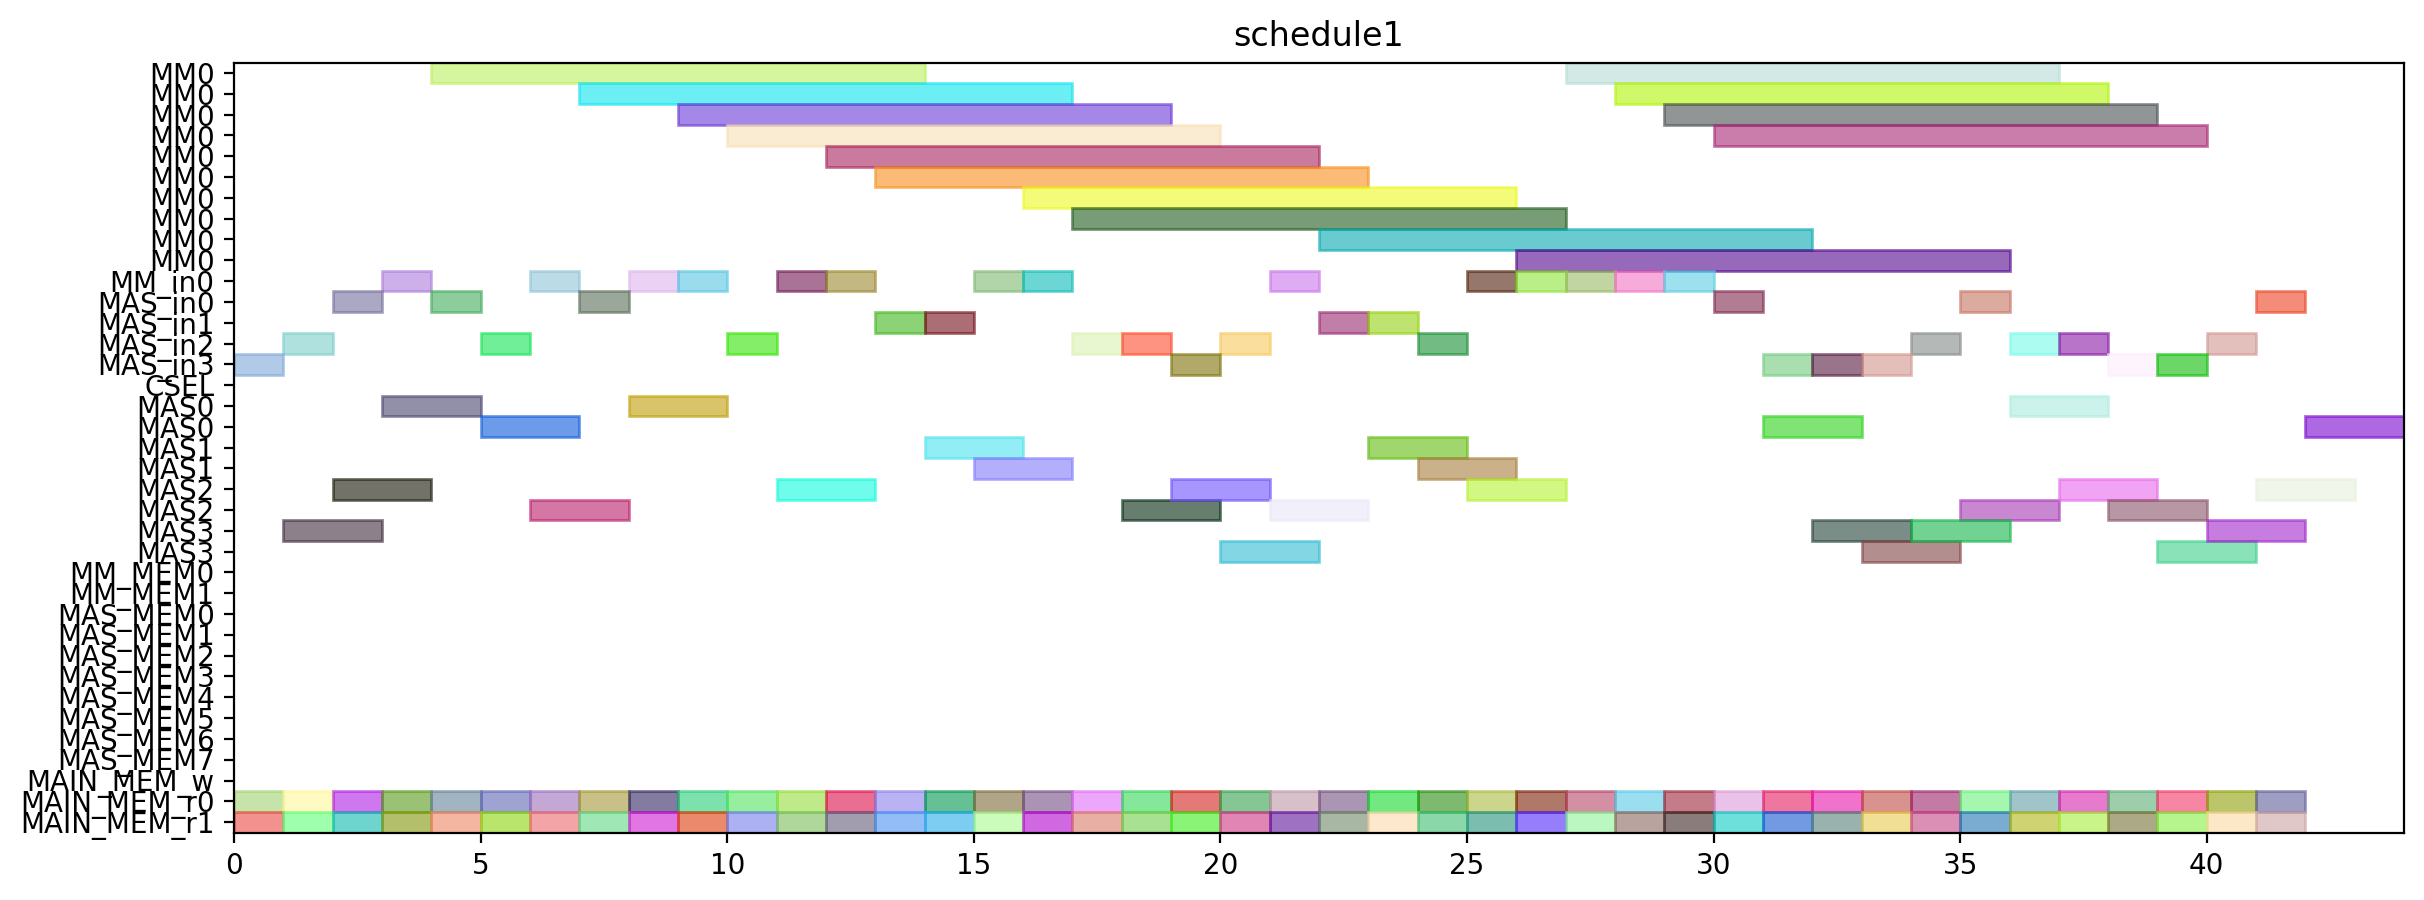 schedule1
MM0
MM0
MM0
MM0
MM0
MM0
MM0
MM0
MM0
MM0
MM_in0
MAS_in0
MAS_in1
MAS_in2
MAS_in3
CSEL
MAS0
MAS0
MAS1
MAS1
MAS2
MAS2
MAS3
MAS3
MM_MEM0
MM_MEM1
MAS_MEM0
MAS_MEM1
MAS_MEM2
MAS_MEM3
MAS_MEM4
MAS_MEM5
MAS_MEM6
MAS_MEM7
MAIN_MEM_w
MAIN_MEM_r0
MAIN_MEM_r1
0 5 10 15 20 25 30 35 40